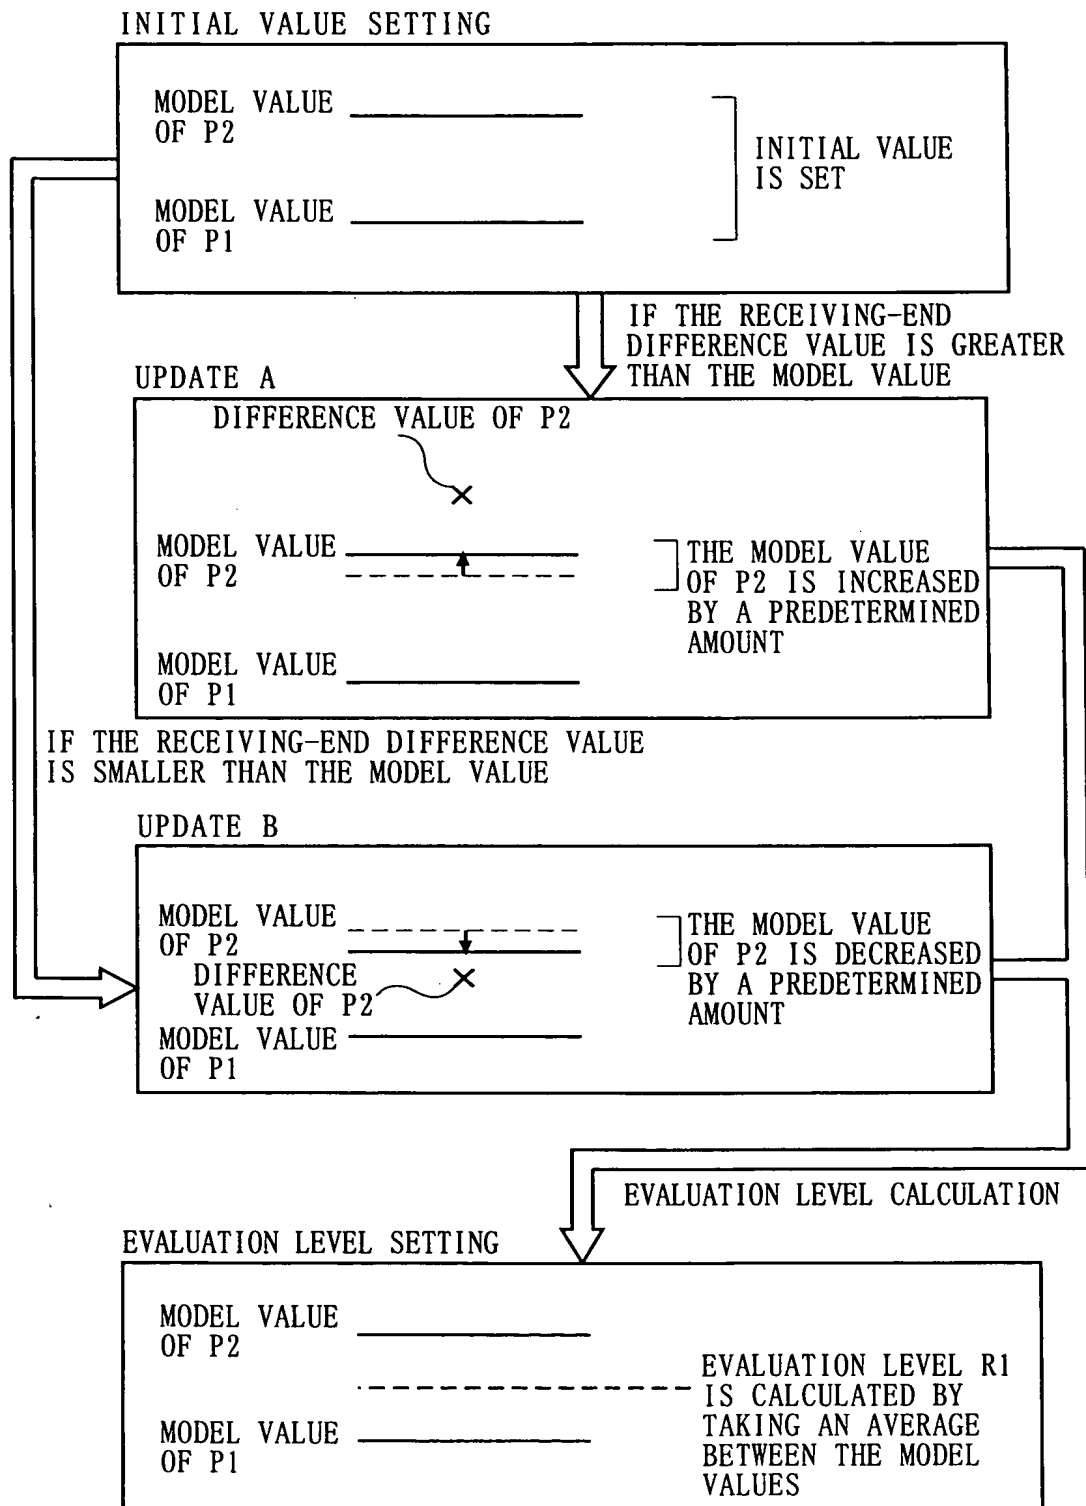 INITIAL VALUE SETTING
MODEL VALUE
OF P2
INITIAL VALUE
IS SET
MODEL VALUE
OF P1
IF THE RECEIVING-END
DIFFERENCE VALUE IS GREATER
THAN THE MODEL VALUE
UPDATE A
DIFFERENCE VALUE OF P2
MODEL VALUE
OF P2
THE MODEL VALUE
OF P2 IS INCREASED
BY A PREDETERMINED
AMOUNT
MODEL VALUE
OF P1
IF THE RECEIVING-END DIFFERENCE VALUE
IS SMALLER THAN THE MODEL VALUE
UPDATE B
MODEL VALUE
OF P2
THE MODEL VALUE
OF P2 IS DECREASED
BY A PREDETERMINED
AMOUNT
DIFFERENCE
VALUE OF P2
MODEL VALUE
OF P1
EVALUATION LEVEL CALCULATION
EVALUATION LEVEL SETTING
MODEL VALUE
OF P2
EVALUATION LEVEL R1
IS CALCULATED BY
TAKING AN AVERAGE
BETWEEN THE MODEL
VALUES
MODEL VALUE
OF P1